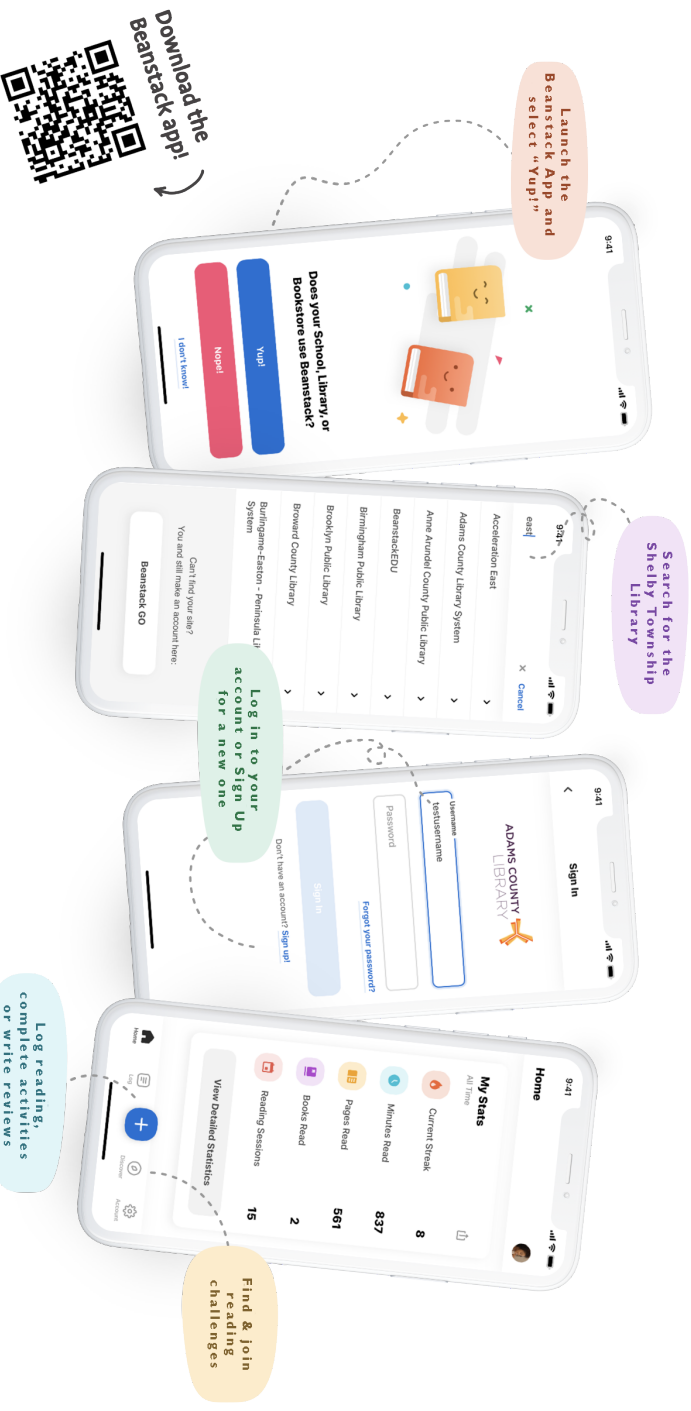 Download the
Beanstack app!
Launch the
Beanstack App and
select “Yup!”
9:41
Does your School, Library, or
Bookstore use Beanstack?
Yup!
Nope!
I don't know!
Search for the
Shelby Township
Library
9:41
east
Cancel
Acceleration East
Adams County Library System
Anne Arundel County Public Library
BeanstackEDU
Birmingham Public Library
Brooklyn Public Library
Broward County Library
Burlingame-Easton - Peninsula Li
System
Can't find your site?
You and still make an account here:
Beanstack GO
Log in to your
account or Sign Up
for a new one
9:41
Sign In
ADAMS COUNTY
LIBRARY
Username
testusername
Password
Forgot your password?
Sign In
Don't have an account? Sign up!
9:41
Home
My Stats
All Time
Current Streak 8
Minutes Read 837
Pages Read 561
Books Read 2
Reading Sessions 15
View Detailed Statistics
Home
Log
Discover
Account
Log reading,
complete activities
or write reviews
Find & join
reading
challenges